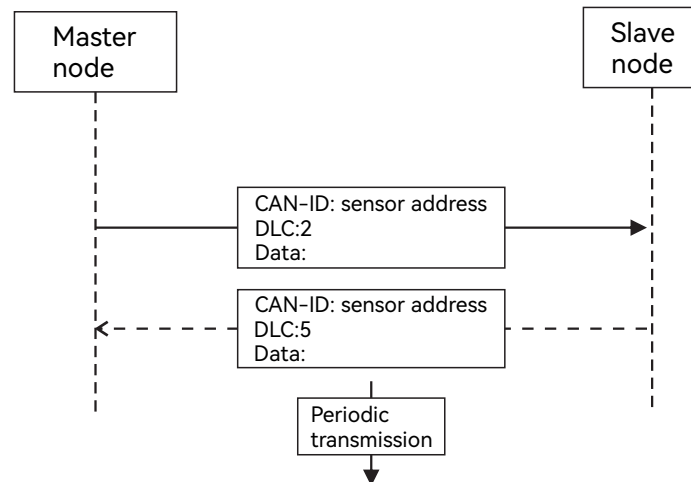 Master
node
Slave
node
CAN-ID: sensor address
DLC:2
Data:
CAN-ID: sensor address
DLC:5
Data:
Periodic
transmission